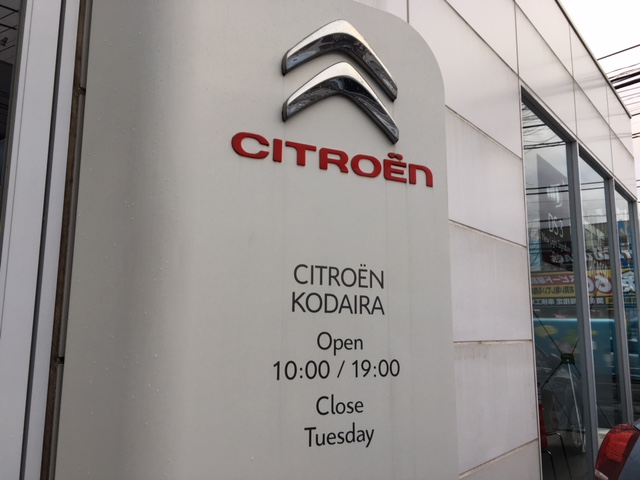 CITROËN
CITROËN
KODAIRA
Open
10:00 / 19:00
Close
Tuesday